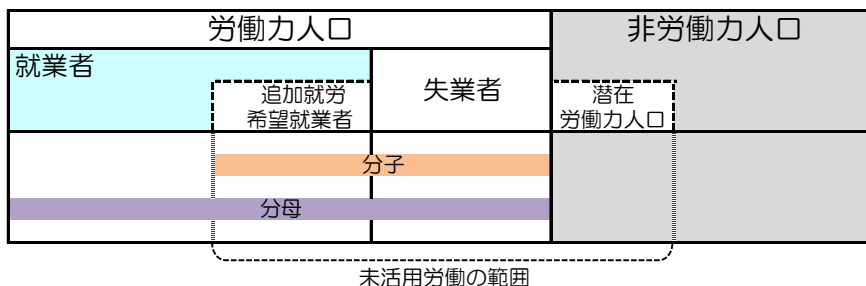 労働力人口
非労働力人口
就業者
追加就労
希望就業者
失業者
潜在
労働力人口
分子
分母
未活用労働の範囲